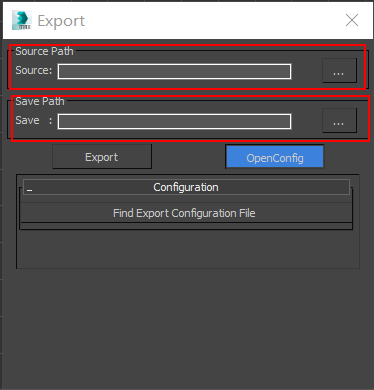 Export
Source Path
Source:
...
Save Path
Save :
...
Export
OpenConfig
Configuration
Find Export Configuration File